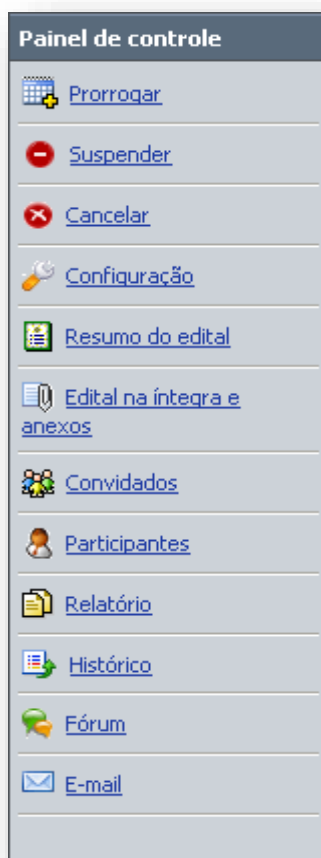 Painel de controle
Prorrogar
Suspender
Cancelar
Configuração
Resumo do edital
Edital na íntegra e
anexos
Convidados
Participantes
Relatório
Histórico
Fórum
E-mail